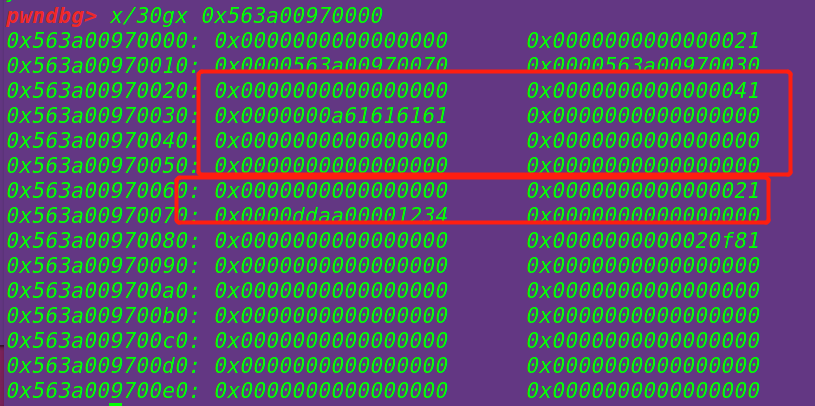 pwndbg> x/30gx 0x563a00970000
0x563a00970000: 0x0000000000000000 0x0000000000000021
0x563a00970010: 0x0000563a00970070 0x0000563a00970030
0x563a00970020: 0x0000000000000000 0x0000000000000041
0x563a00970030: 0x0000000a61616161 0x0000000000000000
0x563a00970040: 0x0000000000000000 0x0000000000000000
0x563a00970050: 0x0000000000000000 0x0000000000000000
0x563a00970060: 0x0000000000000000 0x0000000000000021
0x563a00970070: 0x0000ddaa00001234 0x0000000000000000
0x563a00970080: 0x0000000000000000 0x0000000000020f81
0x563a00970090: 0x0000000000000000 0x0000000000000000
0x563a009700a0: 0x0000000000000000 0x0000000000000000
0x563a009700b0: 0x0000000000000000 0x0000000000000000
0x563a009700c0: 0x0000000000000000 0x0000000000000000
0x563a009700d0: 0x0000000000000000 0x0000000000000000
0x563a009700e0: 0x0000000000000000 0x0000000000000000